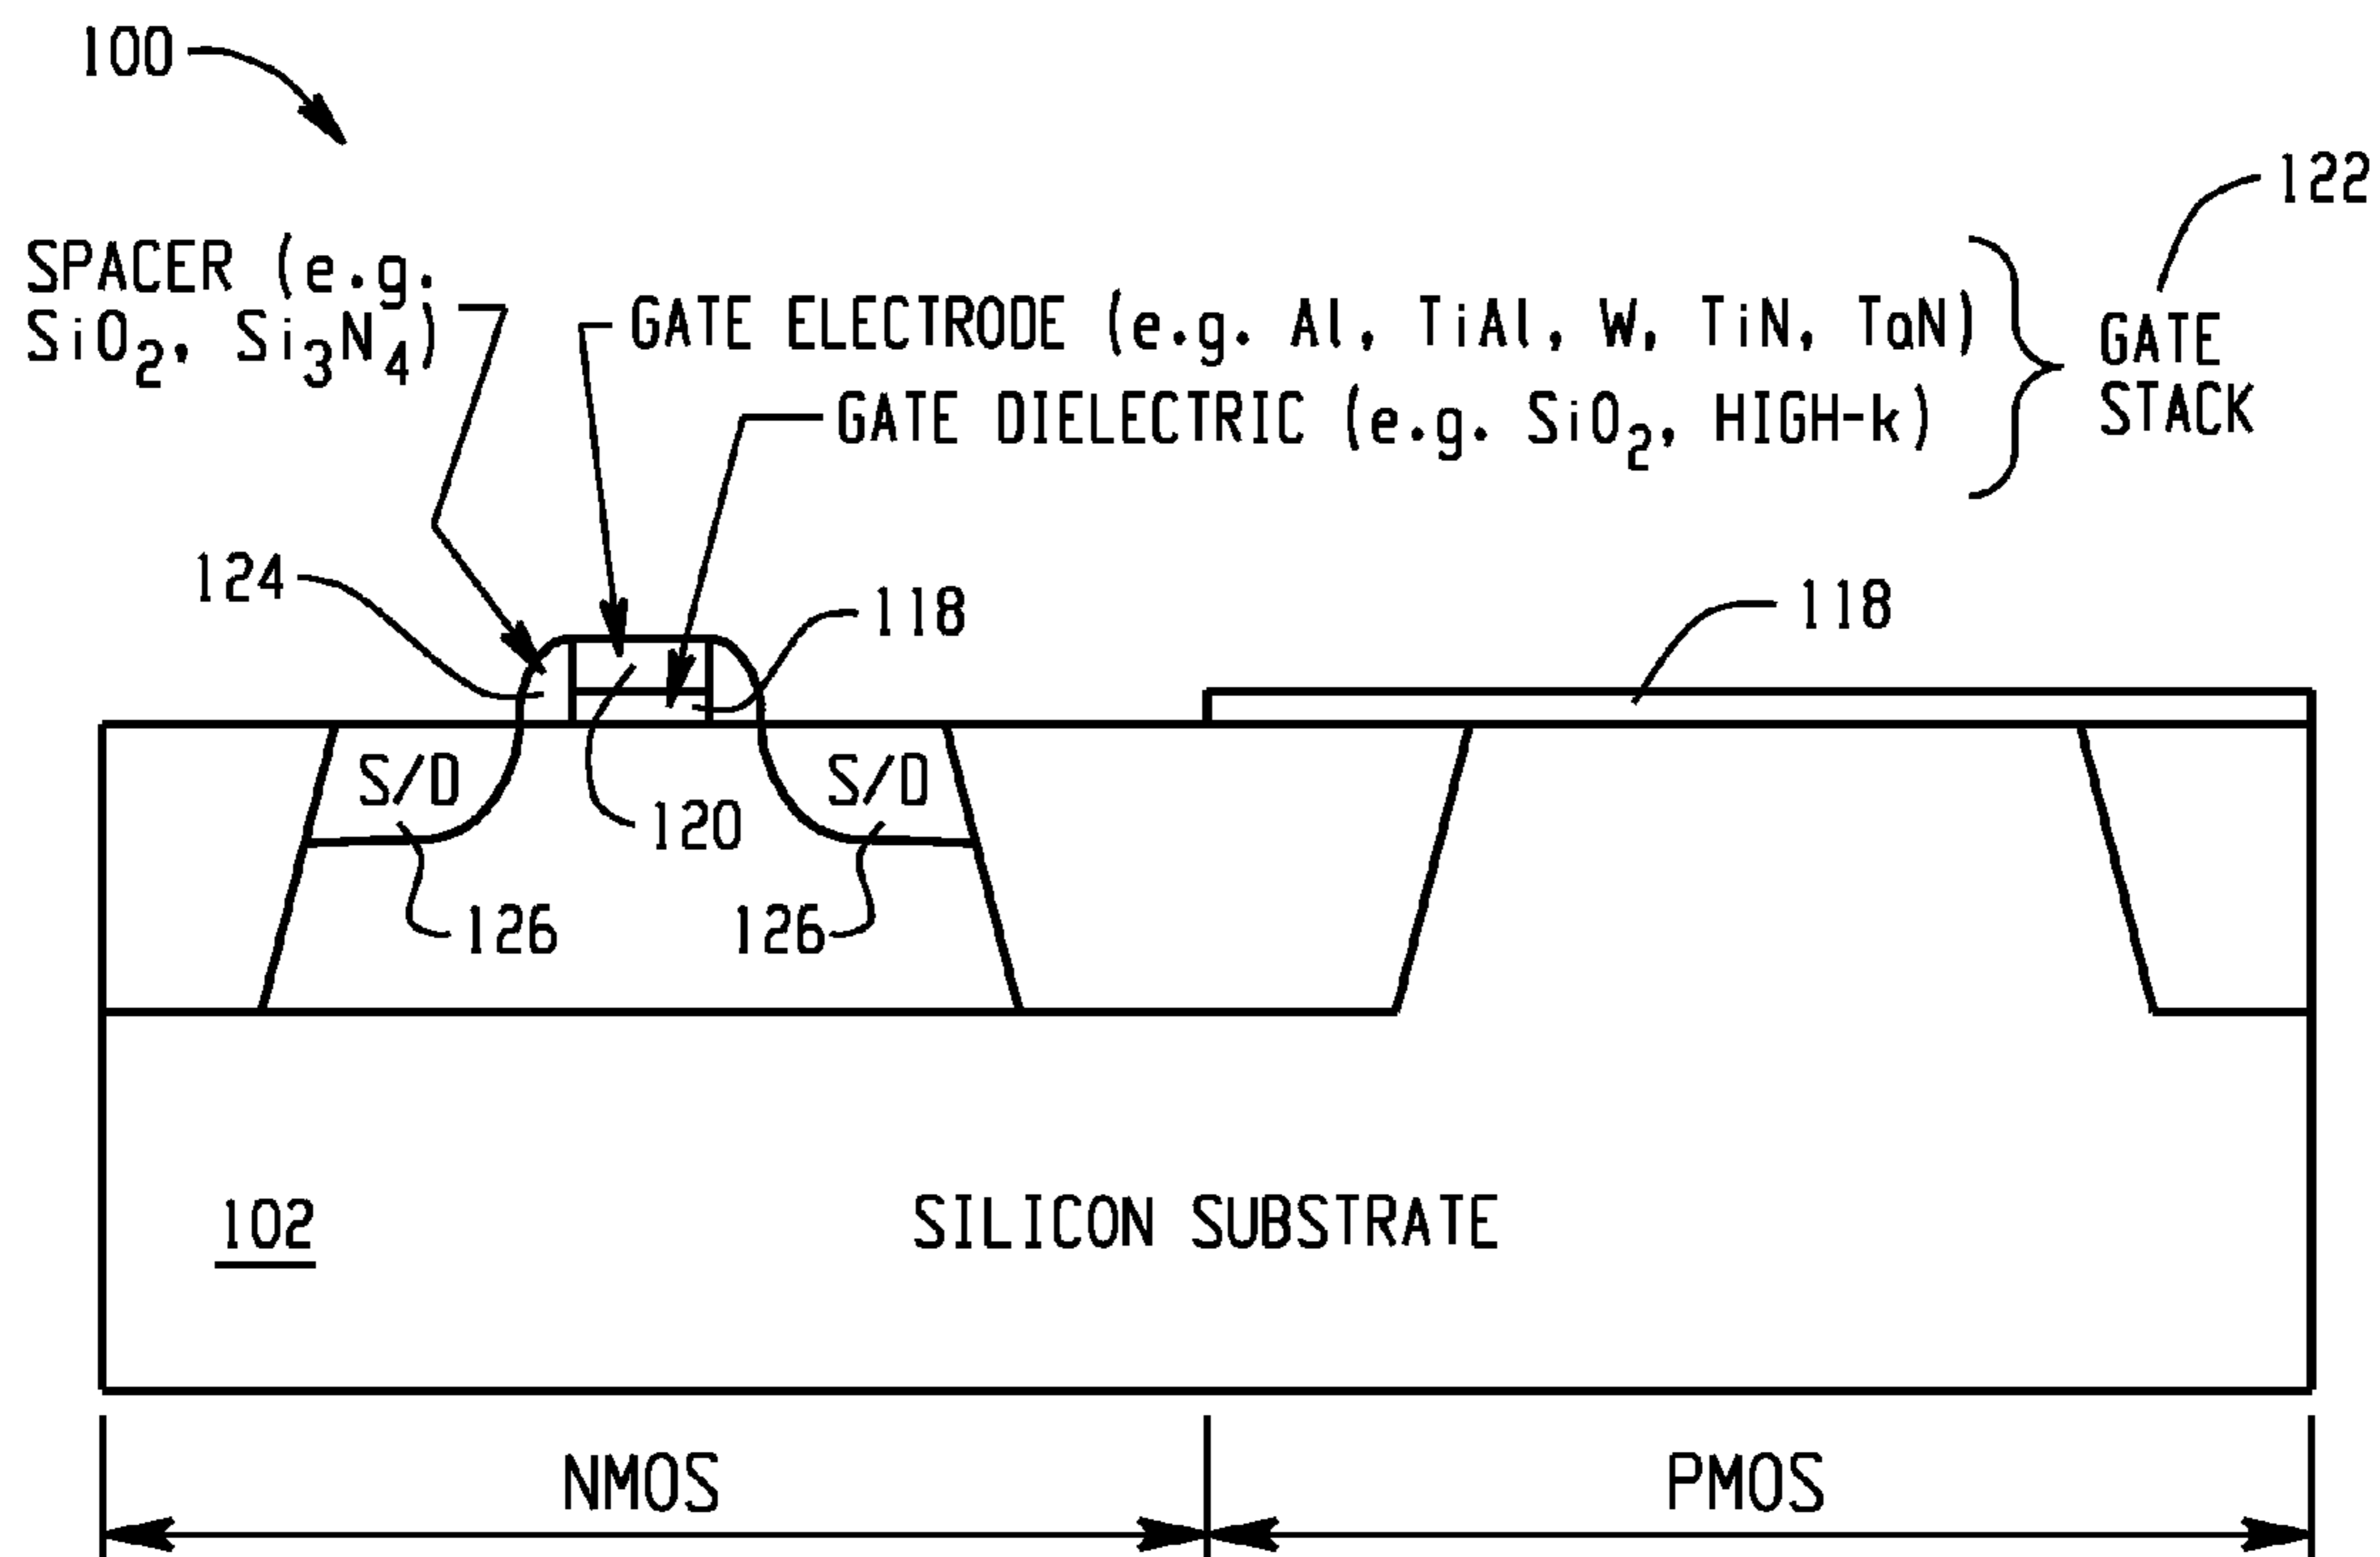 100
122
SPACER (e.g.
SiO2, Si3N4)
GATE ELECTRODE (e.g. Al, TiAl, W, TiN, TaN)
GATE DIELECTRIC (e.g. SiO2, HIGH-k)
GATE
STACK
124
118
118
S/D
S/D
120
126
126
102
SILICON SUBSTRATE
NMOS
PMOS